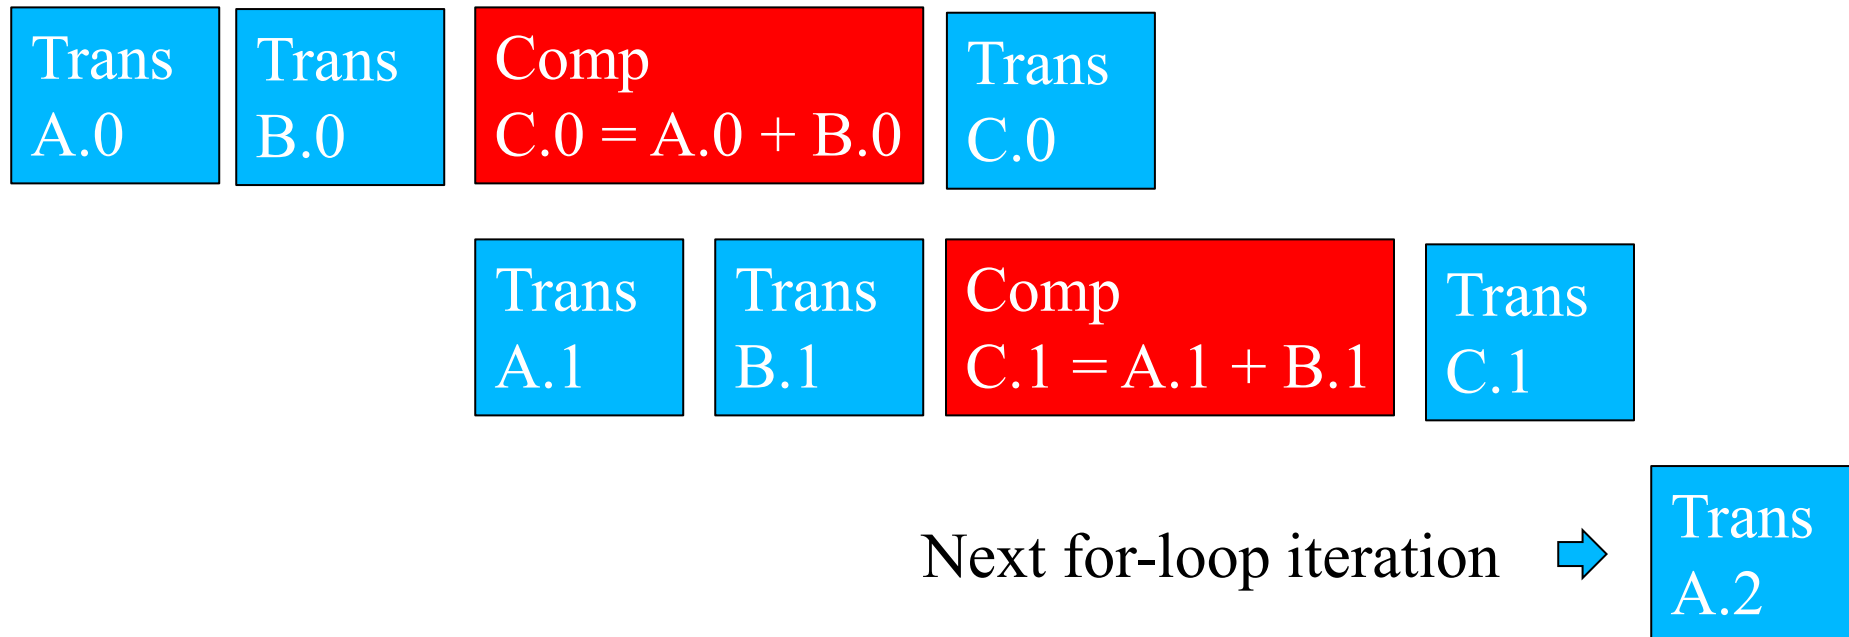 Trans
A.0
Trans
B.0
Comp
C.0 = A.0 + B.0
Trans
C.0
Trans
A.1
Trans
B.1
Comp
C.1 = A.1 + B.1
Trans
C.1
Next for-loop iteration
Trans
A.2